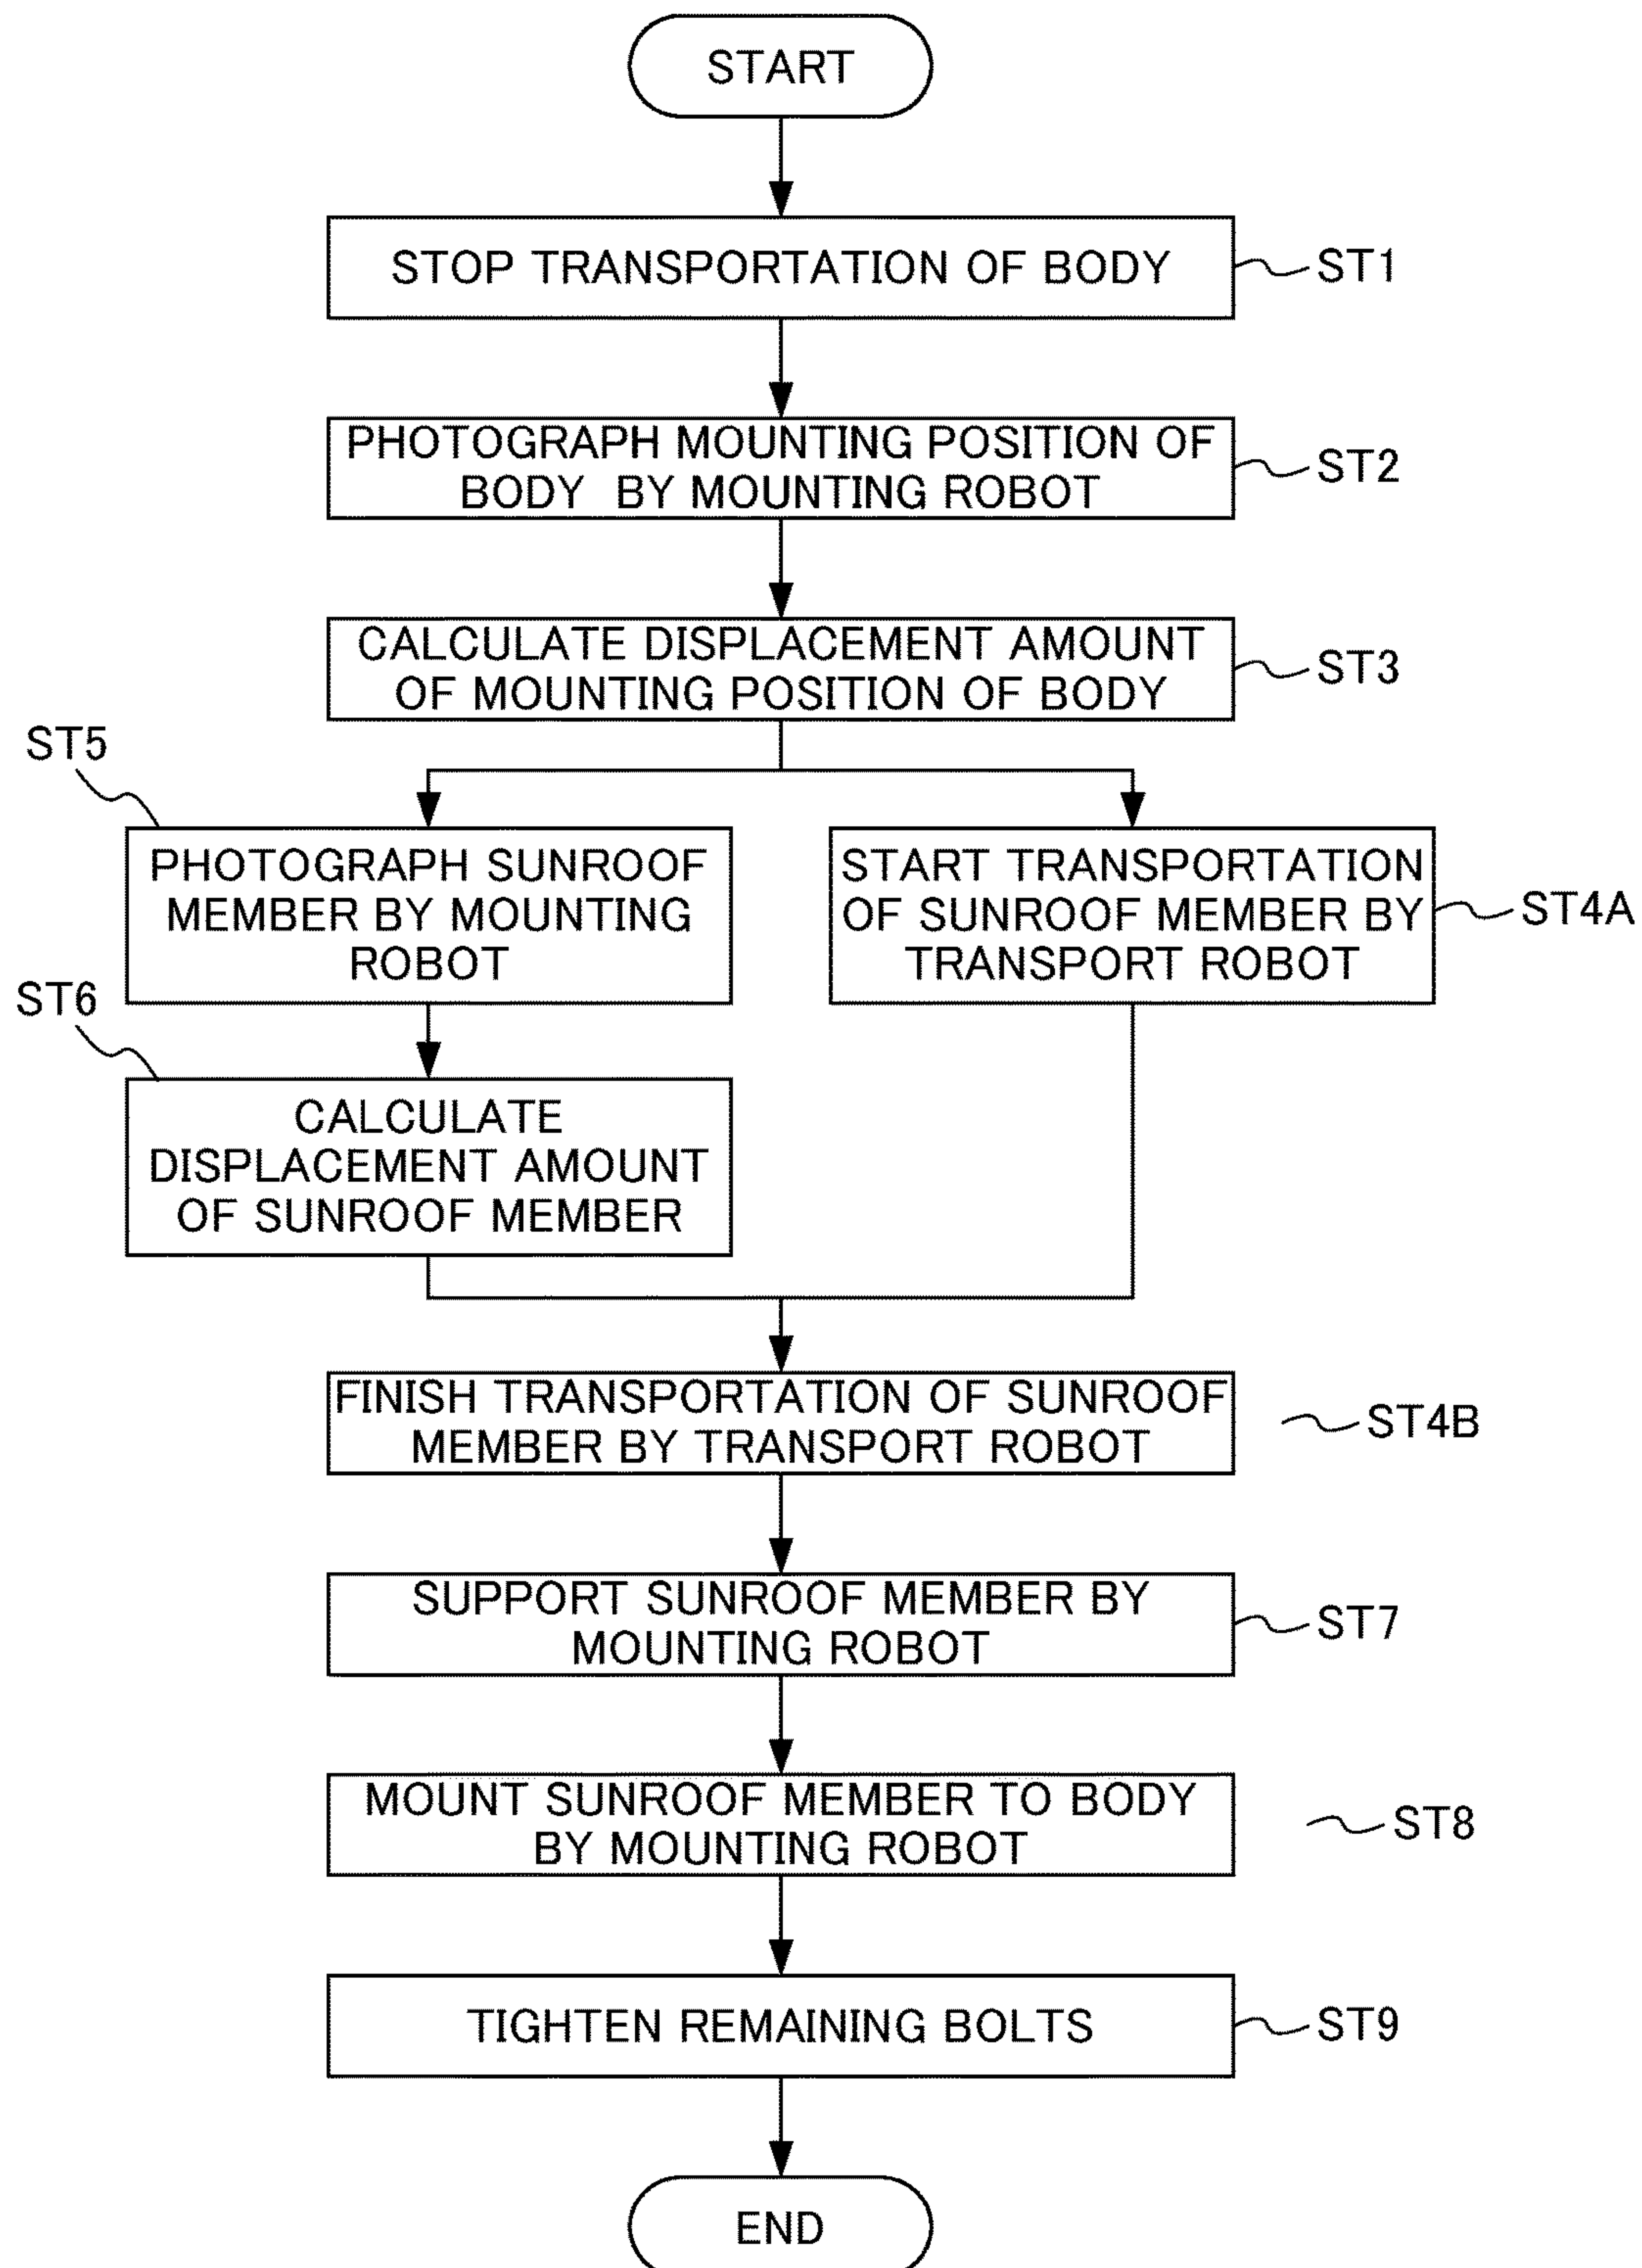 START
STOP TRANSPORTATION OF BODY
ST1
PHOTOGRAPH MOUNTING POSITION OF
BODY BY MOUNTING ROBOT
ST2
CALCULATE DISPLACEMENT AMOUNT
OF MOUNTING POSITION OF BODY
ST3
ST5
PHOTOGRAPH SUNROOF
MEMBER BY MOUNTING
ROBOT
START TRANSPORTATION
OF SUNROOF MEMBER BY
TRANSPORT ROBOT
ST4A
ST6
CALCULATE
DISPLACEMENT AMOUNT
OF SUNROOF MEMBER
FINISH TRANSPORTATION OF SUNROOF
MEMBER BY TRANSPORT ROBOT
ST4B
SUPPORT SUNROOF MEMBER BY
MOUNTING ROBOT
ST7
MOUNT SUNROOF MEMBER TO BODY
BY MOUNTING ROBOT
ST8
TIGHTEN REMAINING BOLTS
ST9
END